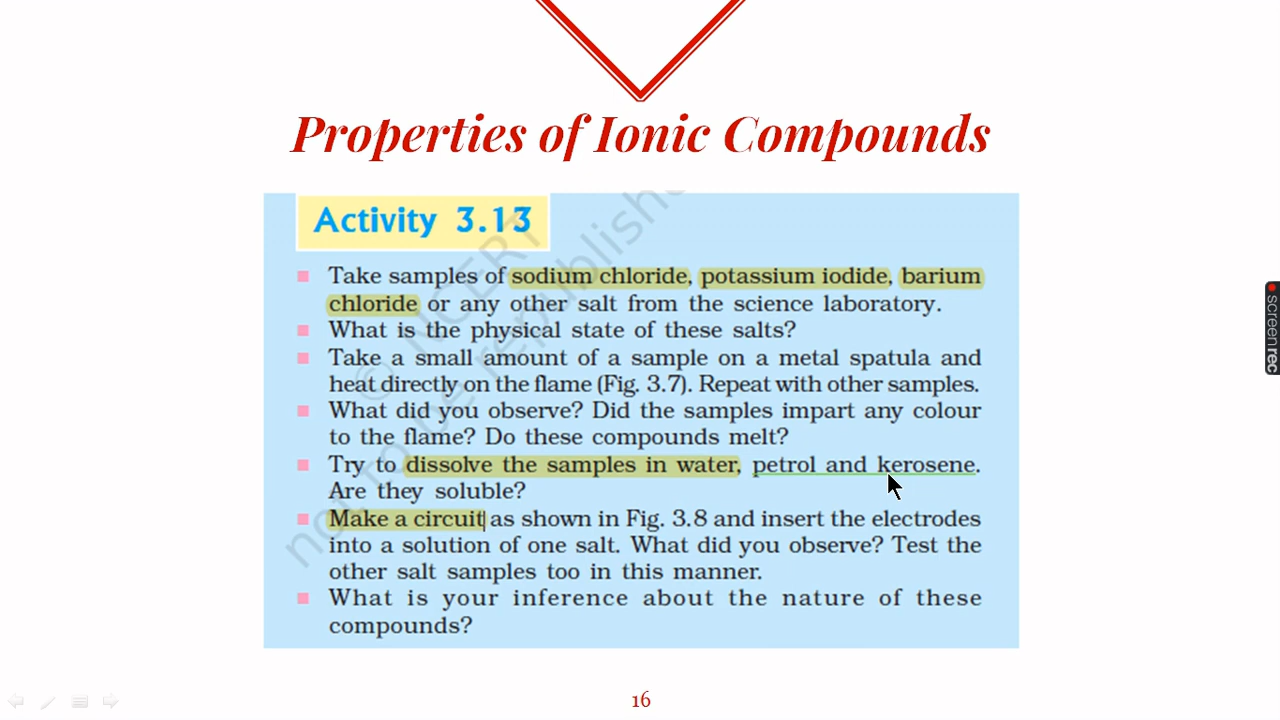 Properties of Ionic Compounds
Activity 3.13
Take samples of sodium chloride, potassium iodide, barium
chloride or any other salt from the science laboratory.
What is the physical state of these salts?
Take a small amount of a sample on a metal spatula and
heat directly on the flame (Fig. 3.7). Repeat with other samples.
What did you observe? Did the samples impart any colour
to the flame? Do these compounds melt?
Try to dissolve the samples in water, petrol and kerosene.
Are they soluble?
Make a circuit as shown in Fig. 3.8 and insert the electrodes
into a solution of one salt. What did you observe? Test the
other salt samples too in this manner.
What is your inference about the nature of these
compounds?
© NCERT
not to be republishe
screenrec
16